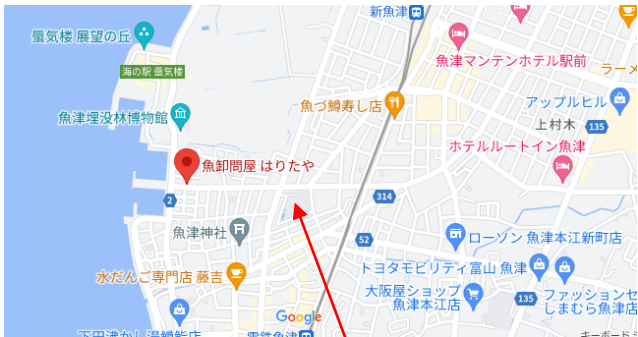 新魚津
蜃気楼 展望の丘
魚津マンテンホテル駅前
海の駅 蜃気楼
ラーメ
魚づ鱒寿し店
アップルヒル
魚津埋没林博物館
上村木
135
ホテルルートイン魚津
魚卸問屋 はりたや
314
2
魚津神社
52
ローソン 魚津本江新町店
トヨタモビリティ富山 魚津
水だんご専門店 藤吉
大阪屋ショップ
魚津本江店
135
ファッションセ
しまむら魚津店
Google